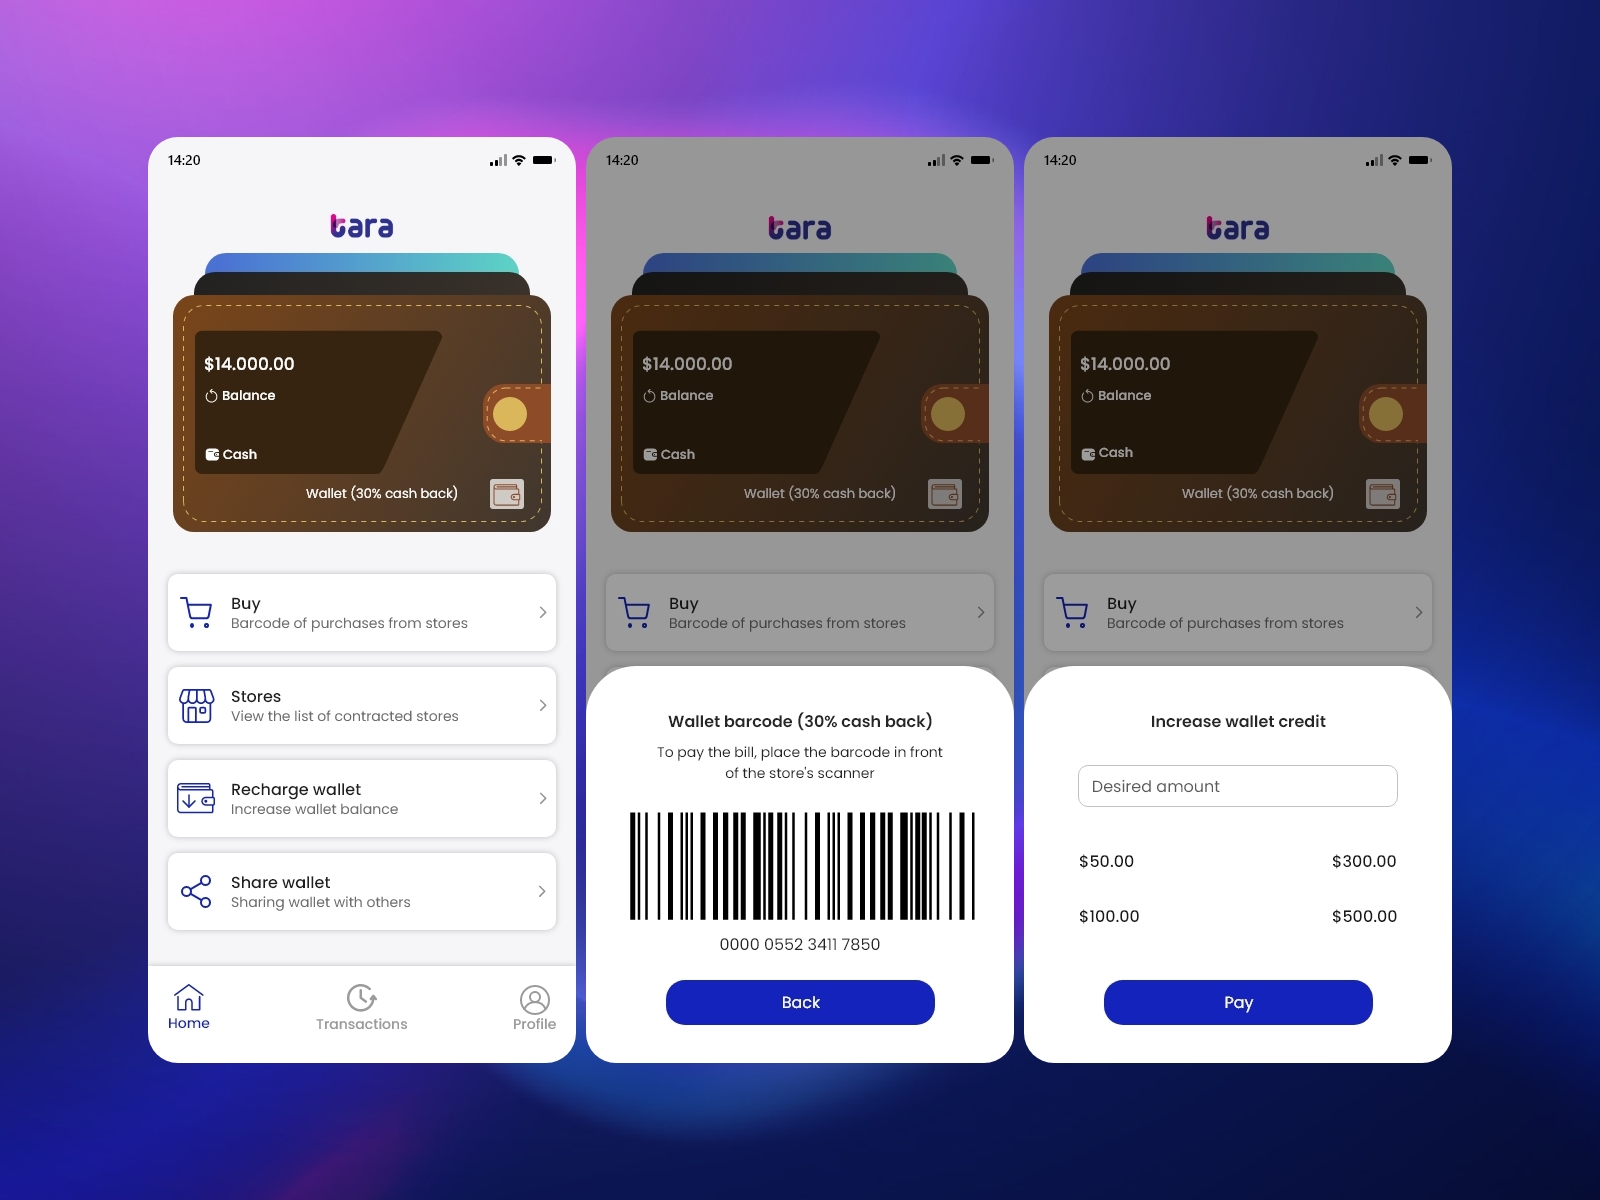 14:20
tara
$14.000.00
Balance
Cash
Wallet (30% cash back)
Buy
Barcode of purchases from stores
Stores
View the list of contracted stores
Recharge wallet
Increase wallet balance
Share wallet
Sharing wallet with others
Home
Transactions
Profile
14:20
tara
$14.000.00
Balance
Cash
Wallet (30% cash back)
Buy
Barcode of purchases from stores
Wallet barcode (30% cash back)
To pay the bill, place the barcode in front
of the store's scanner
0000 0552 3411 7850
Back
14:20
tara
$14.000.00
Balance
Cash
Wallet (30% cash back)
Buy
Barcode of purchases from stores
Increase wallet credit
Desired amount
$50.00 $300.00
$100.00 $500.00
Pay